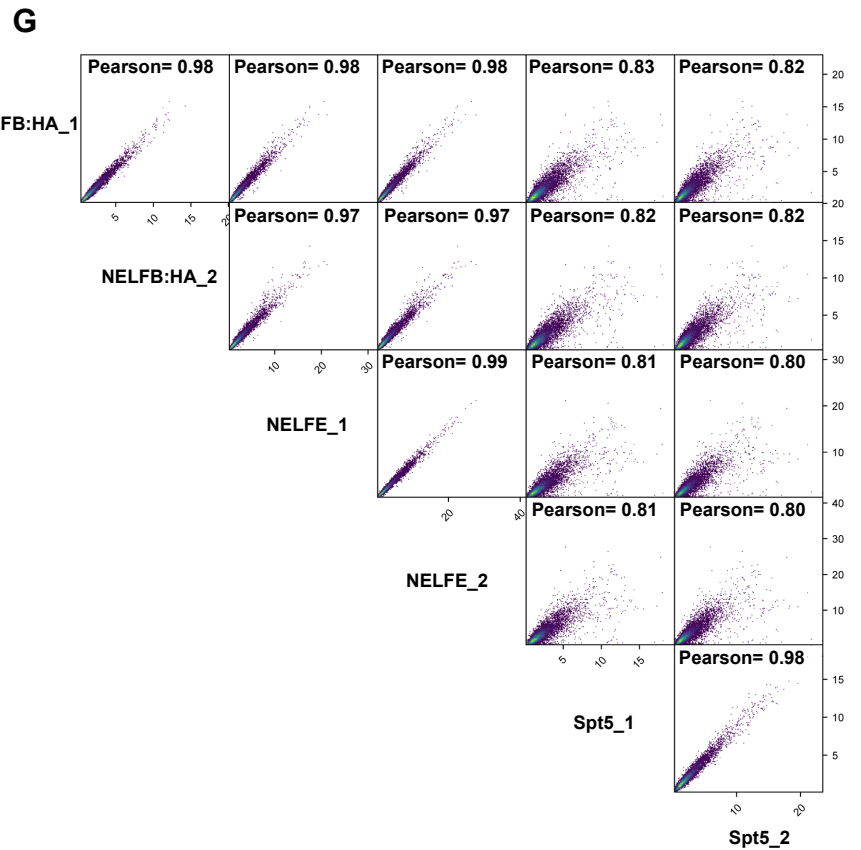 G
Pearson= 0.98 Pearson= 0.98 Pearson= 0.98 Pearson= 0.83 Pearson= 0.82
20
15
FB:HA_1
10
5
5 10 15 20
20
Pearson= 0.97 Pearson= 0.97 Pearson= 0.82 Pearson= 0.82
15
NELFB:HA_2
10
5
10 20 30
Pearson= 0.99 Pearson= 0.81 Pearson= 0.80
30
20
NELFE_1
10
20 40
Pearson= 0.81 Pearson= 0.80
40
30
NELFE_2
20
10
5 10 15
Pearson= 0.98
15
Spt5_1
10
5
10 20
Spt5_2